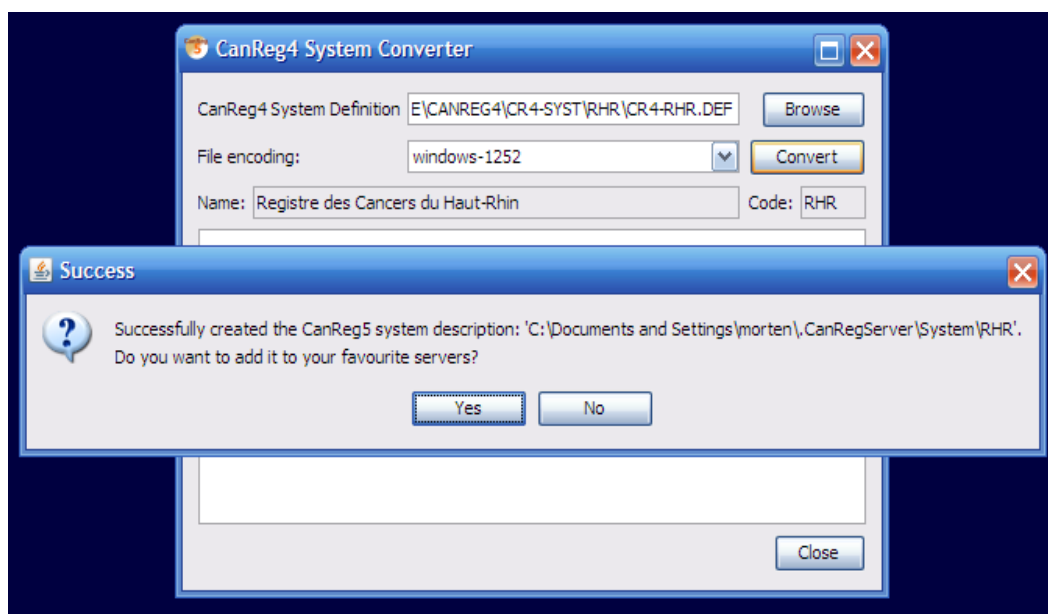 CanReg4 System Converter
CanReg4 System Definition E\CANREG4\CR4-SYST\RHR\CR4-RHR.DEF Browse
File encoding: windows-1252 Convert
Name: Registre des Cancers du Haut-Rhin Code: RHR
Success
Successfully created the CanReg5 system description: 'C:\Documents and Settings\morten\.CanRegServer\System\RHR'.
Do you want to add it to your favourite servers?
Yes No
Close